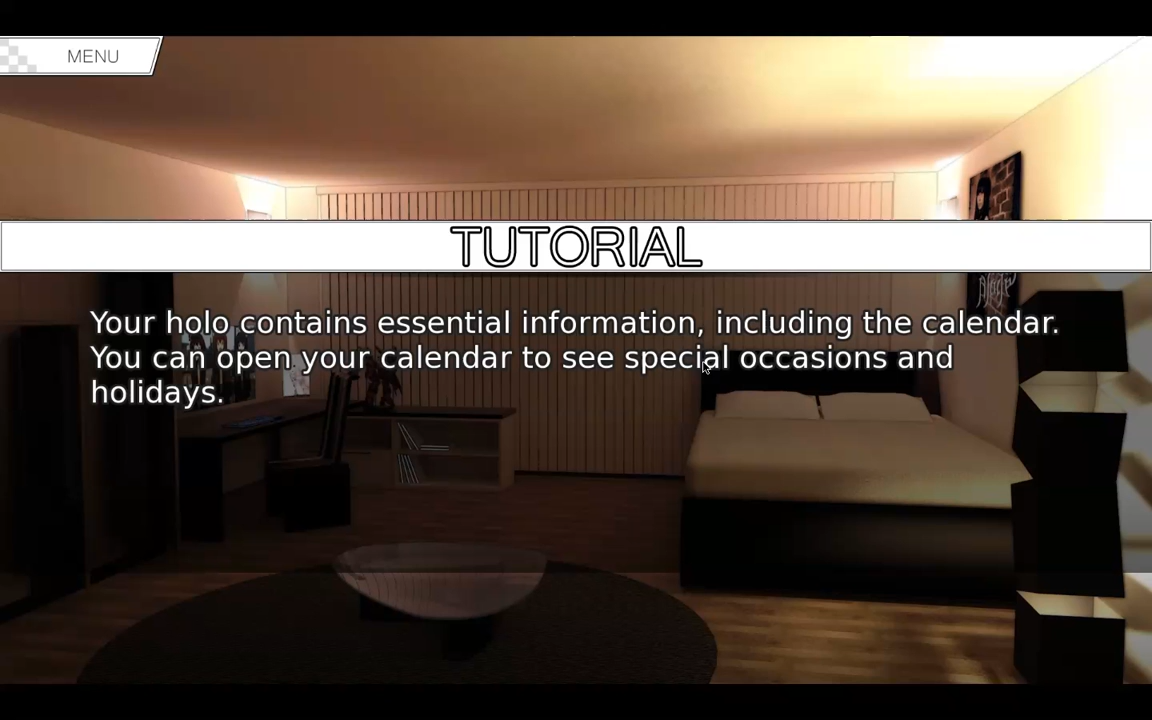 MENU
TUTORIAL
Your holo contains essential information, including the calendar.
You can open your calendar to see special occasions and
holidays.